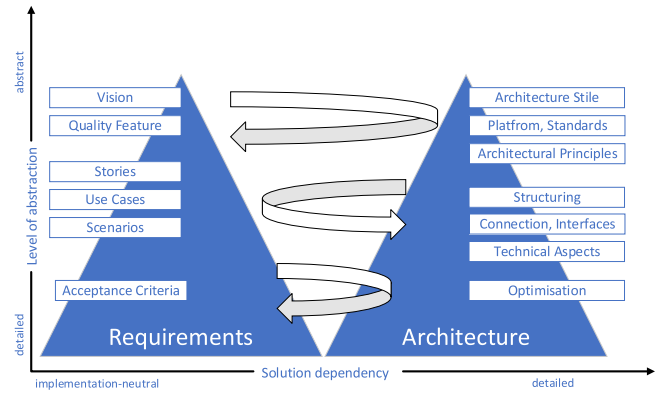 abstract
Vision
Architecture Stile
Quality Feature
Platfrom, Standards
Architectural Principles
Stories
Use Cases
Structuring
Scenarios
Connection, Interfaces
Technical Aspects
Level of abstraction
Acceptance Criteria
Optimisation
detailed
Requirements
Architecture
Solution dependency
implementation-neutral
detailed